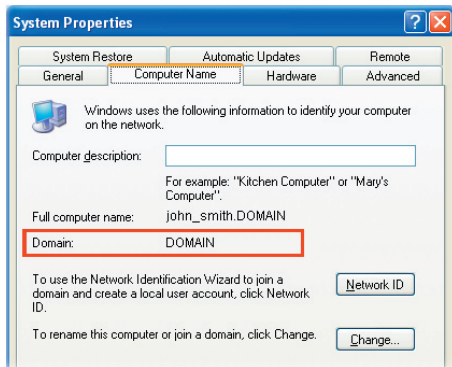 System Properties
System Restore Automatic Updates Remote
General Computer Name Hardware Advanced
Windows uses the following information to identify your computer
on the network.
Computer description:
For example: "Kitchen Computer" or "Mary's
Computer".
Full computer name: john_smith.DOMAIN
Domain: DOMAIN
To use the Network Identification Wizard to join a
domain and create a local user account, click Network
ID.
Network ID
To rename this computer or join a domain, click Change.
Change...